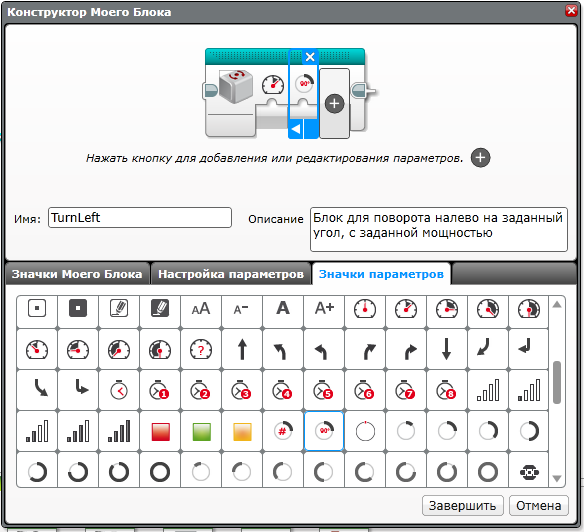 Конструктор Моего Блока
90°
Нажать кнопку для добавления или редактирования параметров.
Имя: TurnLeft
Описание Блок для поворота налево на заданный
угол, с заданной мощностью
Значки Моего Блока Настройка параметров Значки параметров
AA A− A A+
?
1 2 3 4 5 6 7 8
# 90°
Завершить Отмена